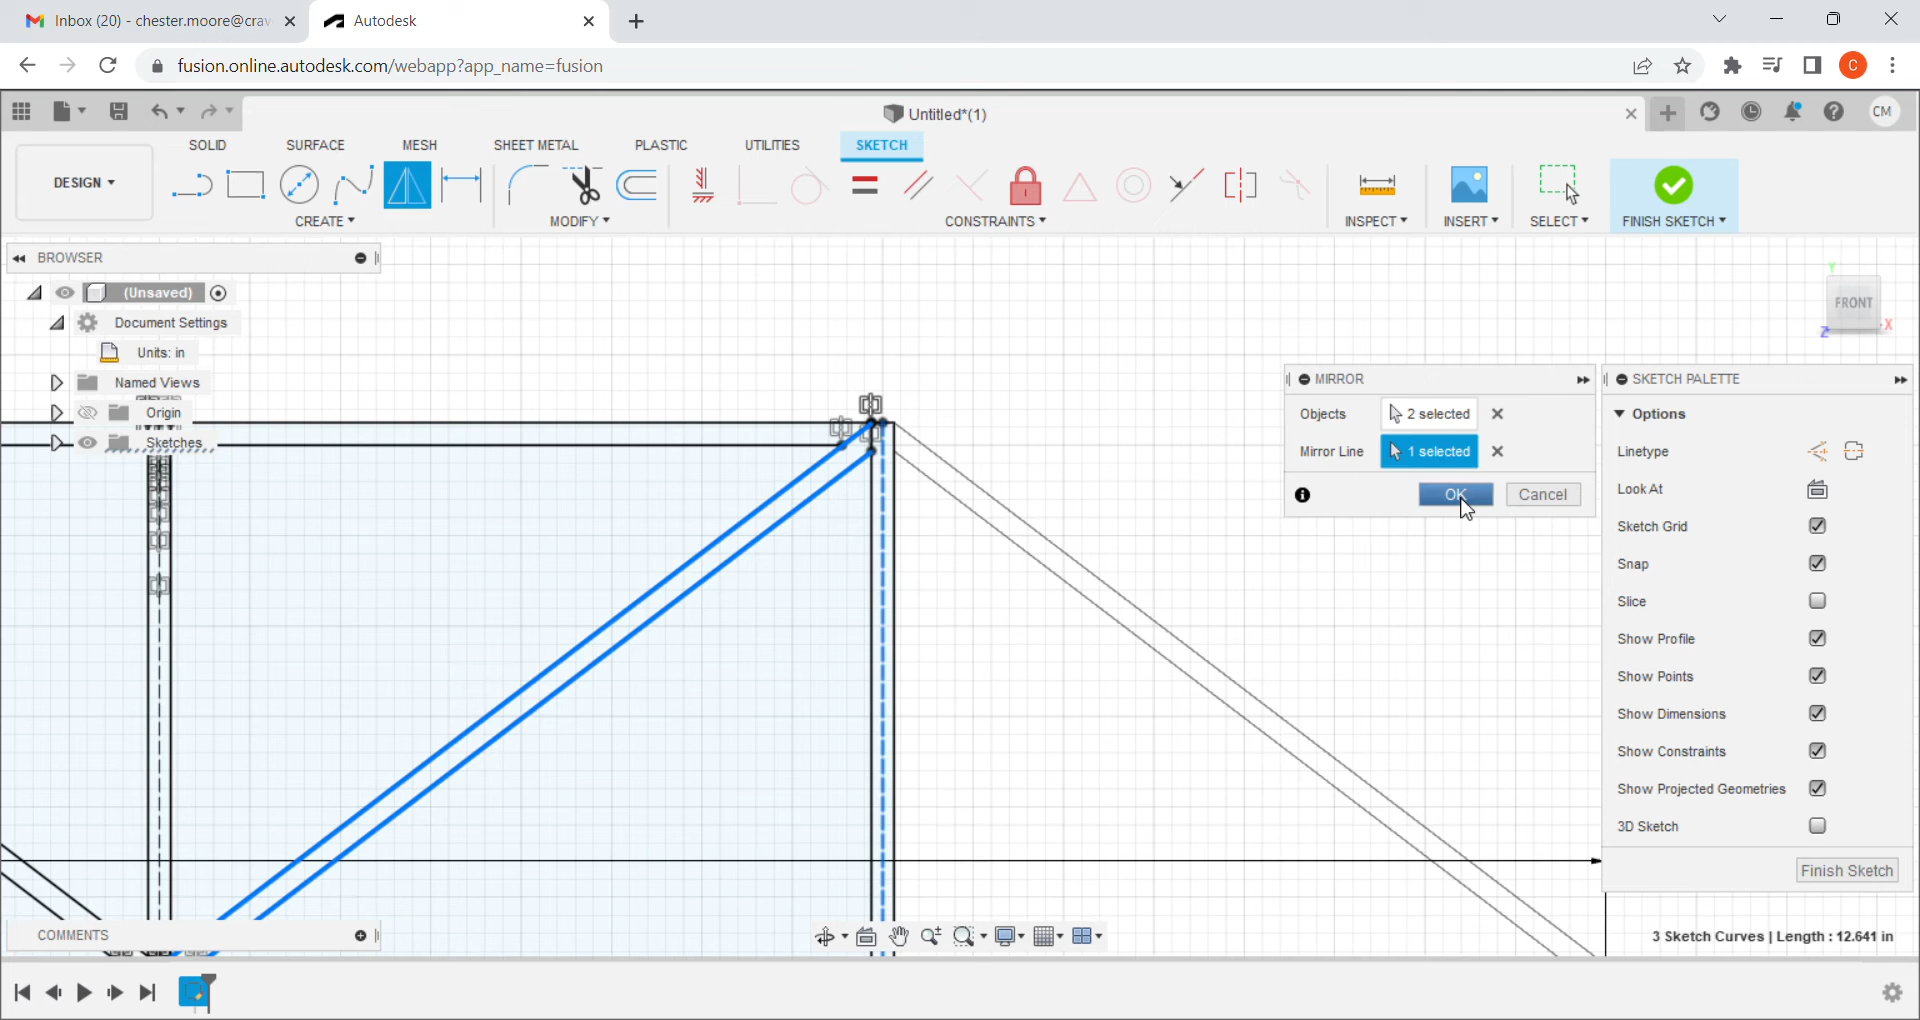 Inbox (20) - chester.moore@crav
Autodesk
fusion.online.autodesk.com/webapp?app_name=fusion
C
Untitled*(1)
CM
SOLID
SURFACE
MESH
SHEET METAL
PLASTIC
UTILITIES
SKETCH
DESIGN
CREATE
MODIFY
CONSTRAINTS
INSPECT
INSERT
SELECT
FINISH SKETCH
BROWSER
(Unsaved)
Document Settings
Units: in
Named Views
Origin
Sketches
Y
FRONT
X
Z
MIRROR
Objects
2 selected
Mirror Line
1 selected
OK
Cancel
SKETCH PALETTE
Options
Linetype
Look At
Sketch Grid
Snap
Slice
Show Profile
Show Points
Show Dimensions
Show Constraints
Show Projected Geometries
3D Sketch
Finish Sketch
COMMENTS
3 Sketch Curves | Length : 12.641 in